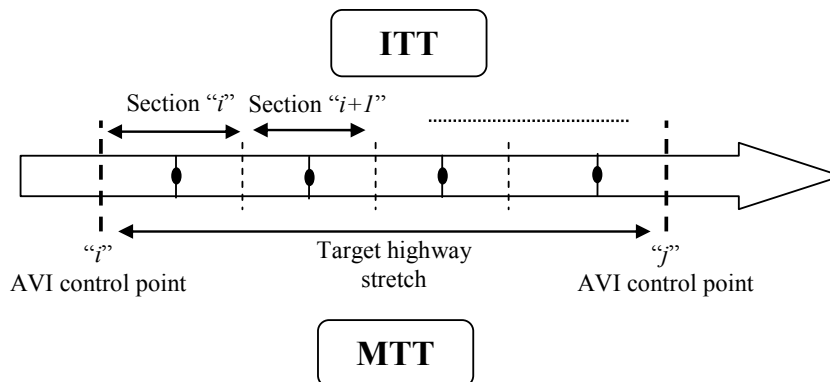 ITT
Section “i” Section “i+1”
“i” Target highway “j”
AVI control point stretch AVI control point
MTT